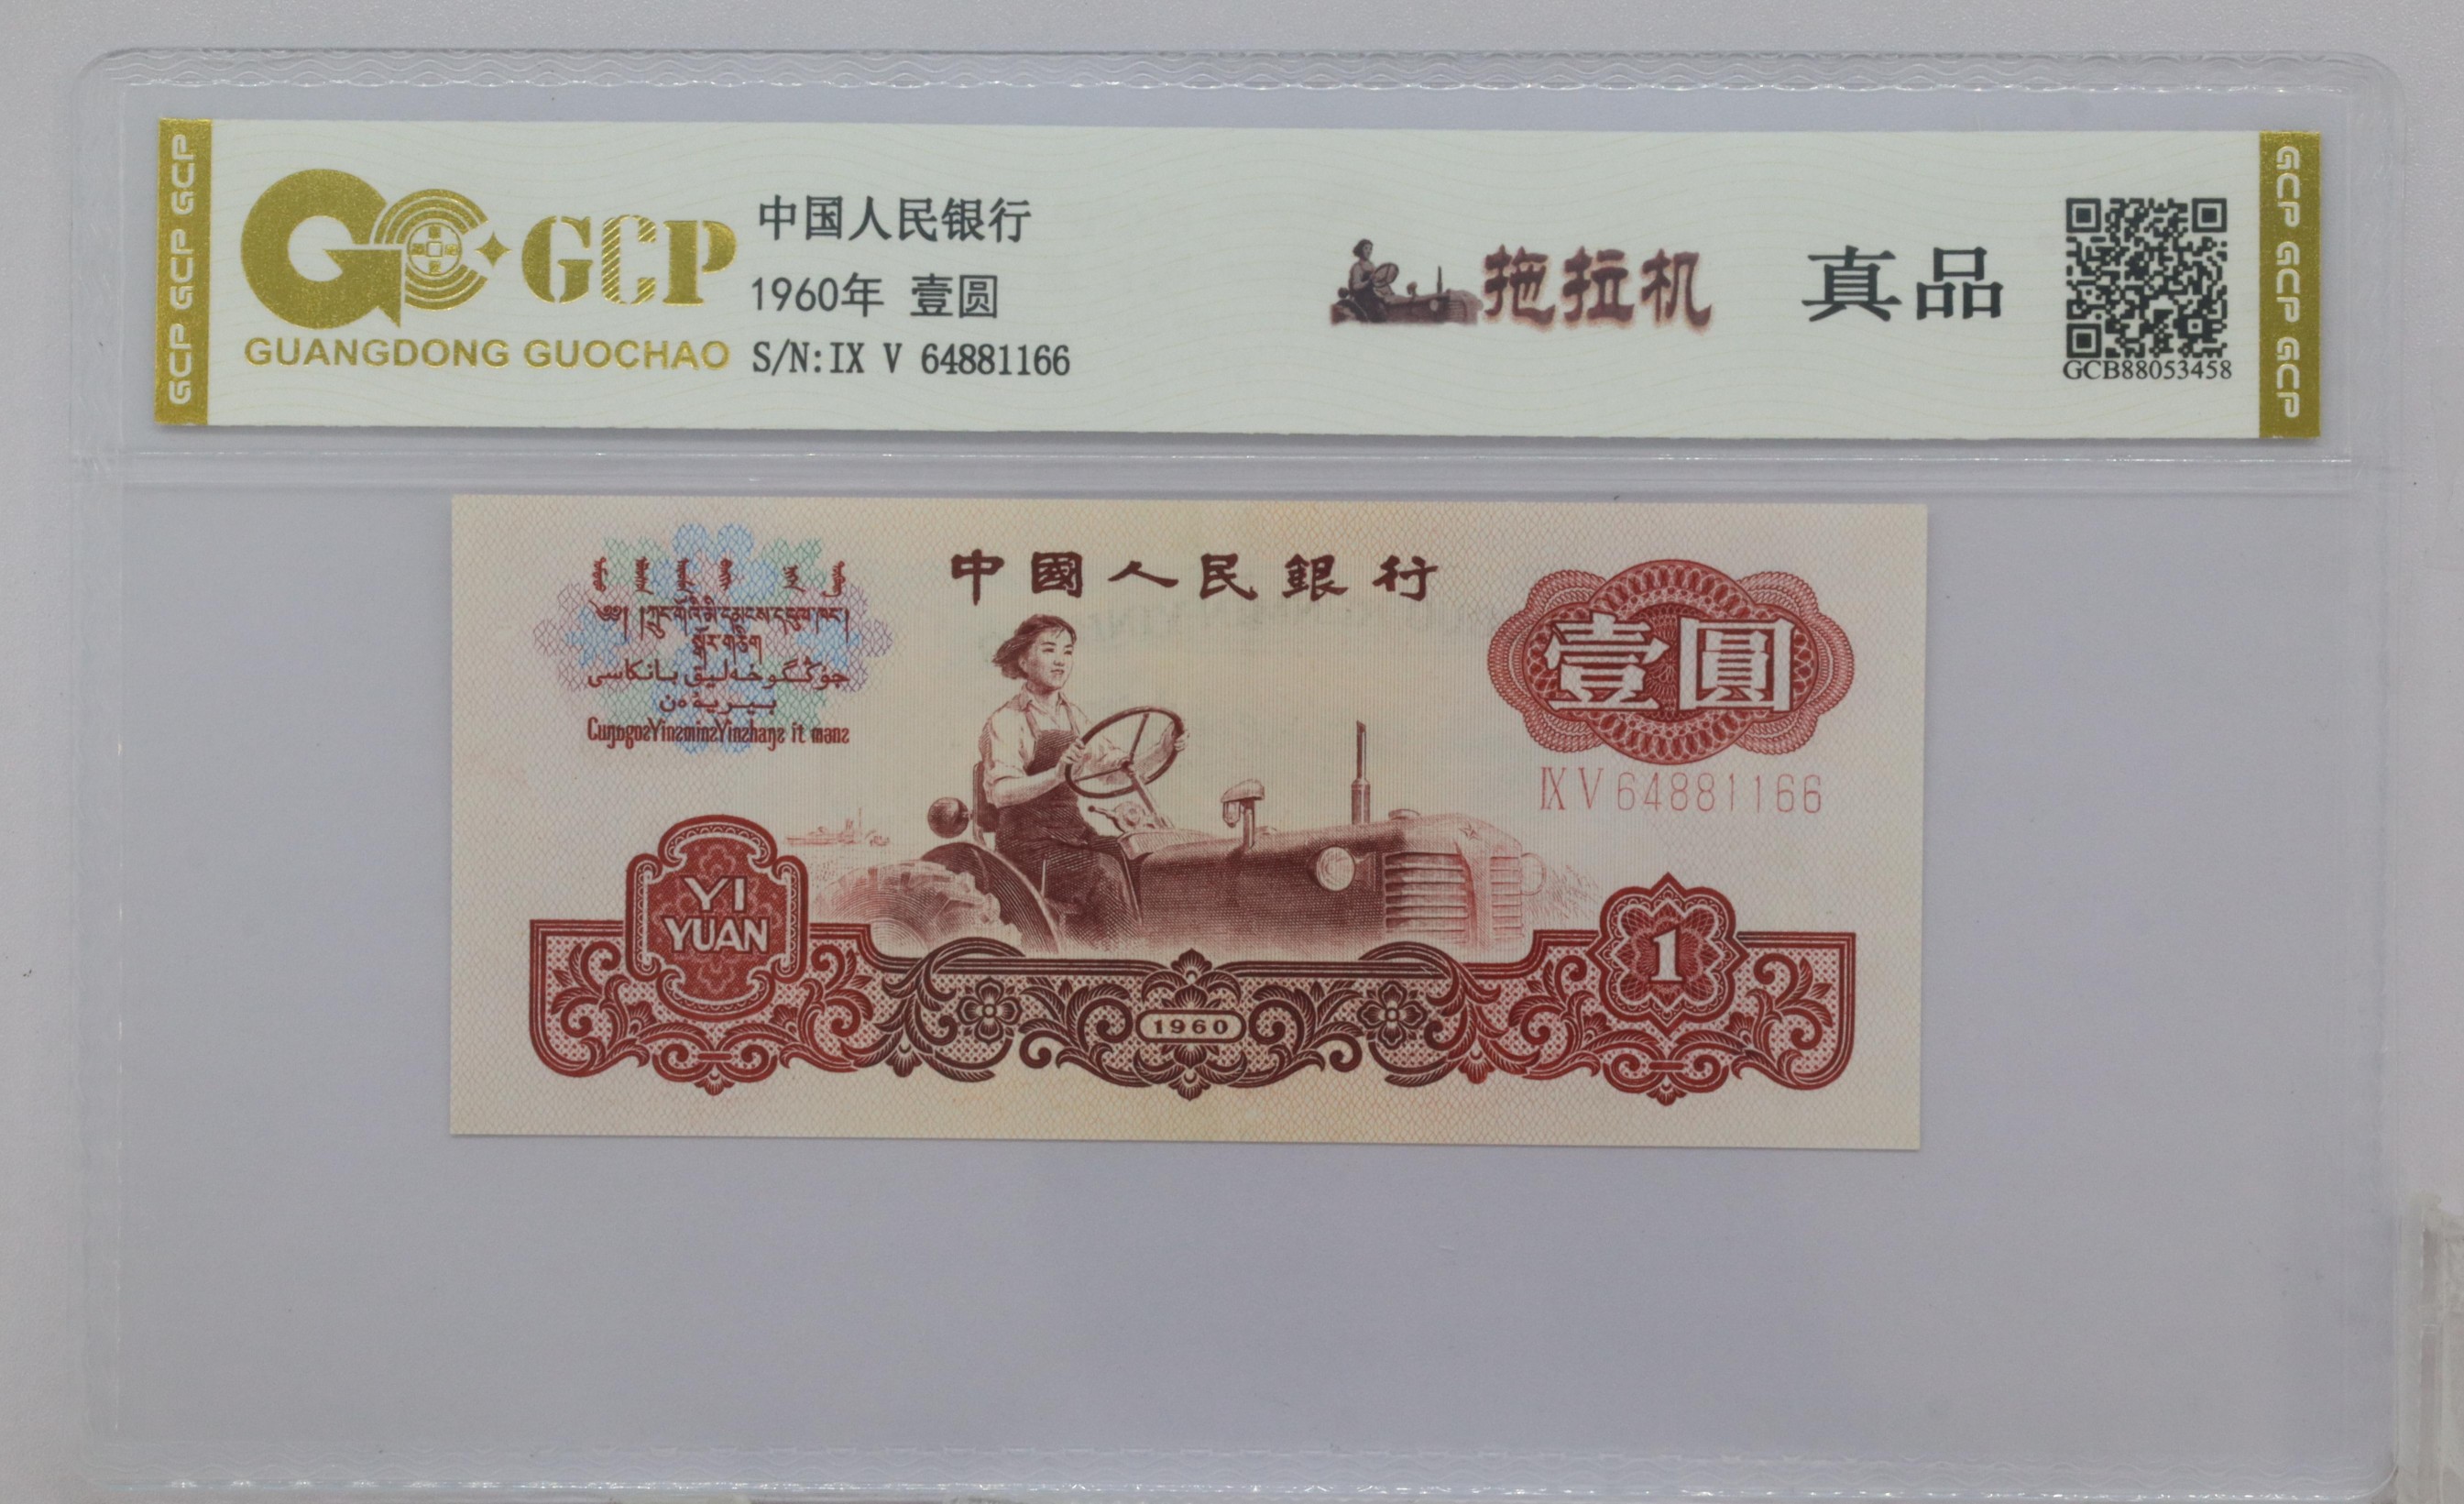 GCP GCP GCP
GCP
GUANGDONG GUOCHAO
中国人民银行
1960年 壹圆
S/N:IX V 64881166
拖拉机
真品
GCB88053458
GCP GCP GCP
中國人民銀行
壹圓
IX V 64881166
YI
YUAN
1
1960